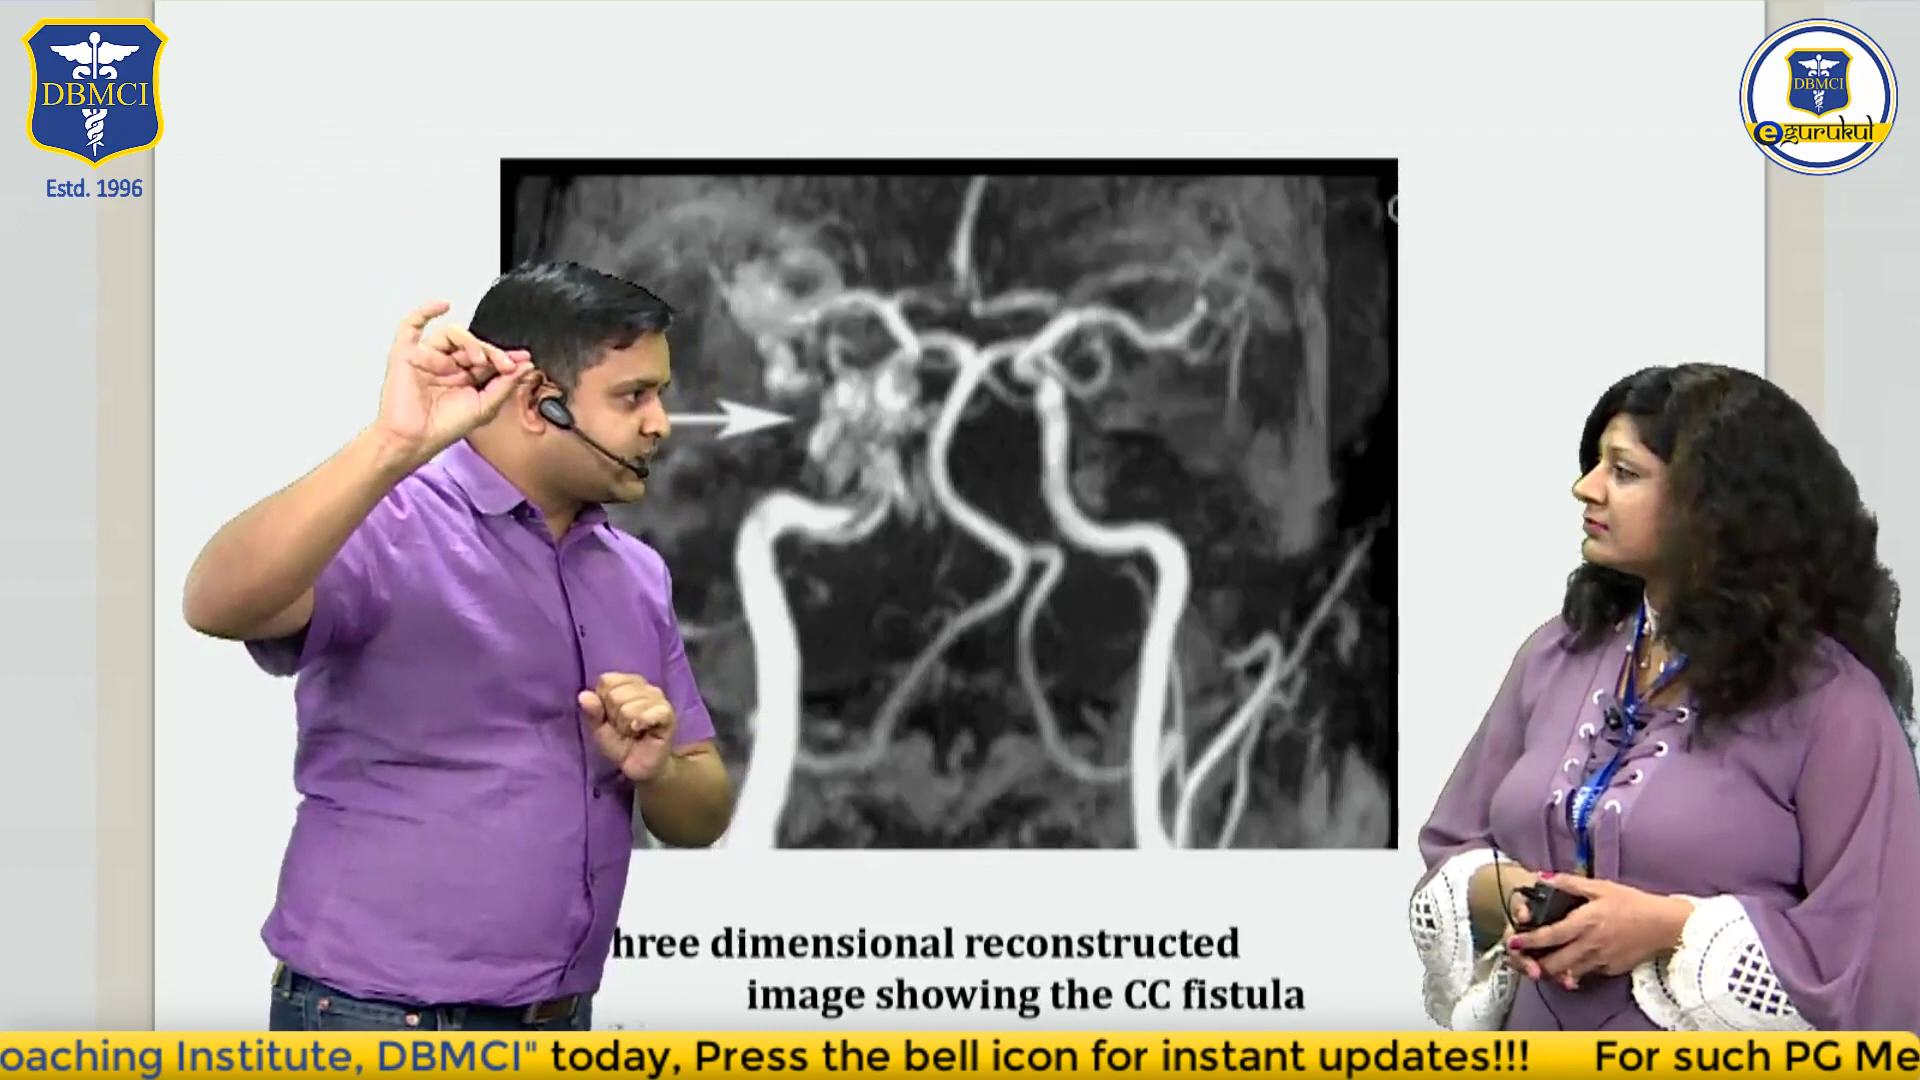 DBMCI
Estd. 1996
DBMCI
egurukul
hree dimensional reconstructed
image showing the CC fistula
oaching Institute, DBMCI" today, Press the bell icon for instant updates!!! For such PG Me